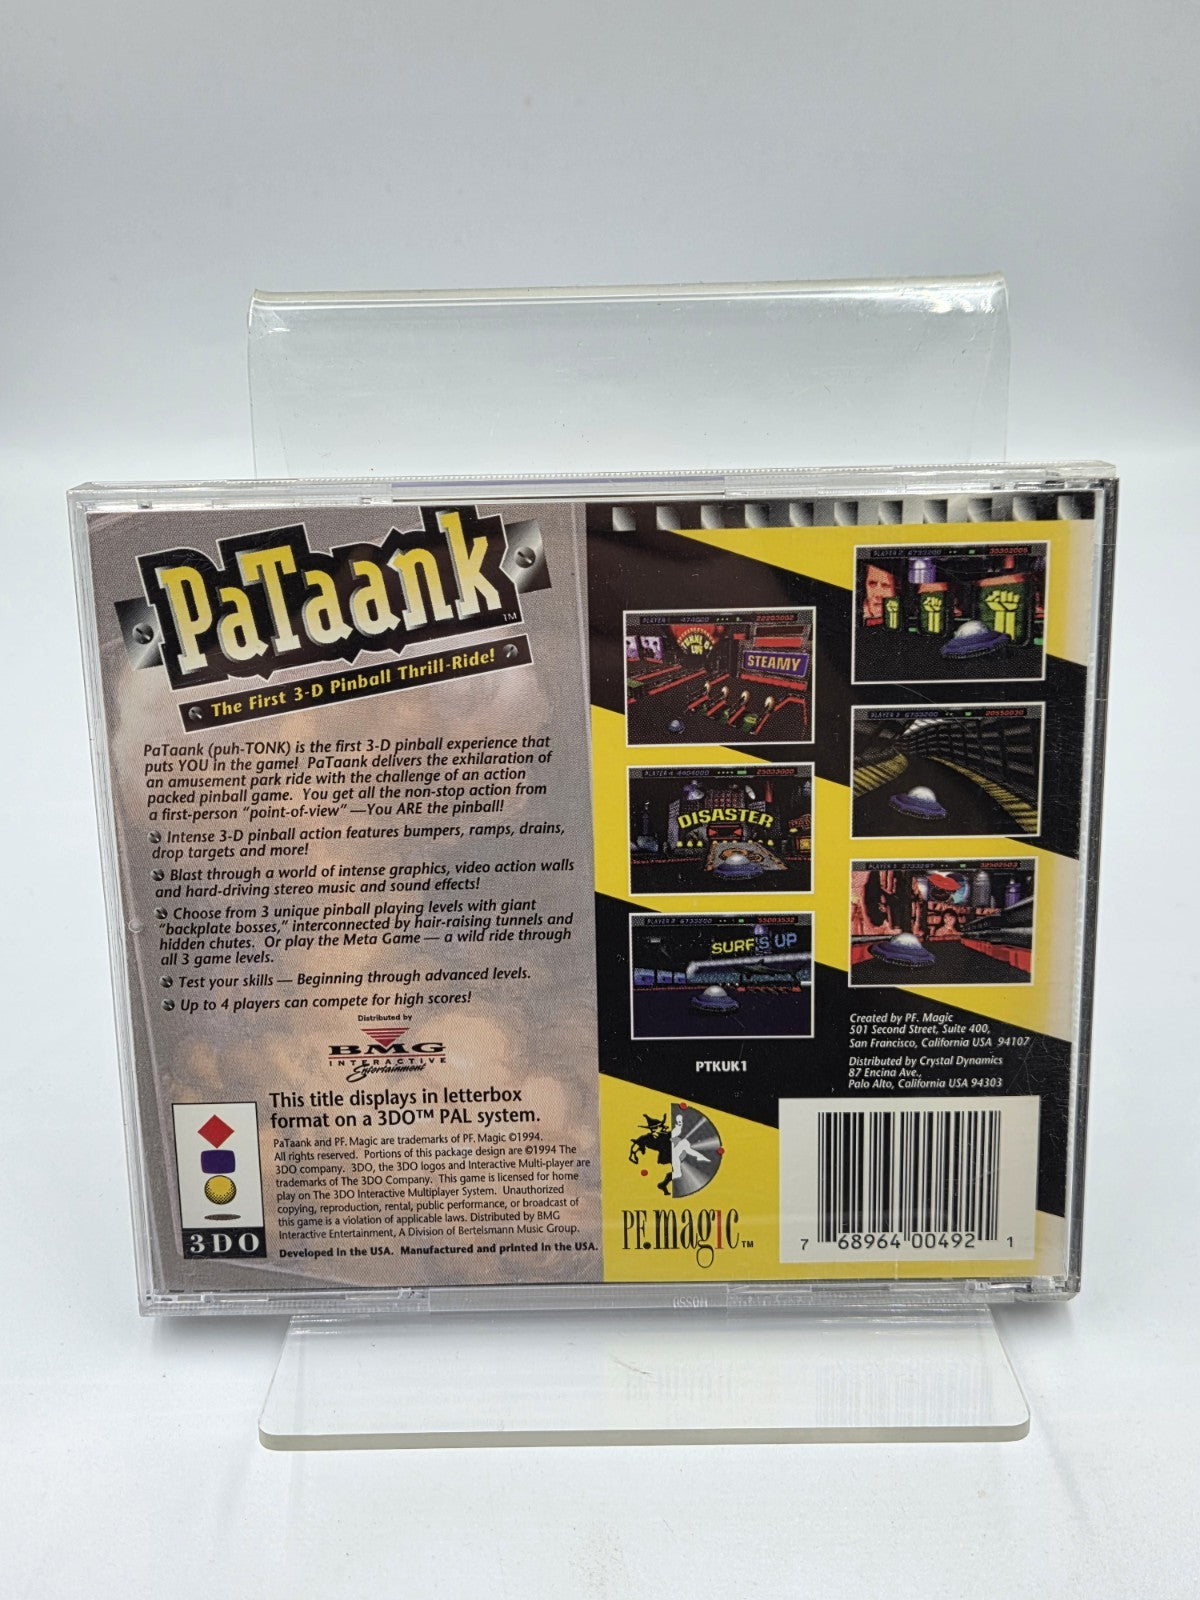 PaTaank™
The First 3-D Pinball Thrill-Ride!
PaTaank (puh-TONK) is the first 3-D pinball experience that
puts YOU in the game! PaTaank delivers the exhilaration of
an amusement park ride with the challenge of an action
packed pinball game. You get all the non-stop action from
a first-person "point-of-view" —You ARE the pinball!
Intense 3-D pinball action features bumpers, ramps, drains,
drop targets and more!
Blast through a world of intense graphics, video action walls
and hard-driving stereo music and sound effects!
Choose from 3 unique pinball playing levels with giant
"backplate bosses," interconnected by hair-raising tunnels and
hidden chutes. Or play the Meta Game — a wild ride through
all 3 game levels.
Test your skills — Beginning through advanced levels.
Up to 4 players can compete for high scores!
Distributed by
BMG
INTERACTIVE
Entertainment
This title displays in letterbox
format on a 3DO™ PAL system.
PaTaank and PF. Magic are trademarks of PF. Magic ©1994.
All rights reserved. Portions of this package design are ©1994 The
3DO company. 3DO, the 3DO logos and Interactive Multi-player are
trademarks of The 3DO Company. This game is licensed for home
play on The 3DO Interactive Multiplayer System. Unauthorized
copying, reproduction, rental, public performance, or broadcast of
this game is a violation of applicable laws. Distributed by BMG
Interactive Entertainment, A Division of Bertelsmann Music Group.
Developed in the USA. Manufactured and printed in the USA.
3DO
STEAMY
DISASTER
SURF'S UP
PTKUK1
Created by PF. Magic
501 Second Street, Suite 400,
San Francisco, California USA 94107
Distributed by Crystal Dynamics
87 Encina Ave.,
Palo Alto, California USA 94303
PF.magic™
7 68964 00492 1